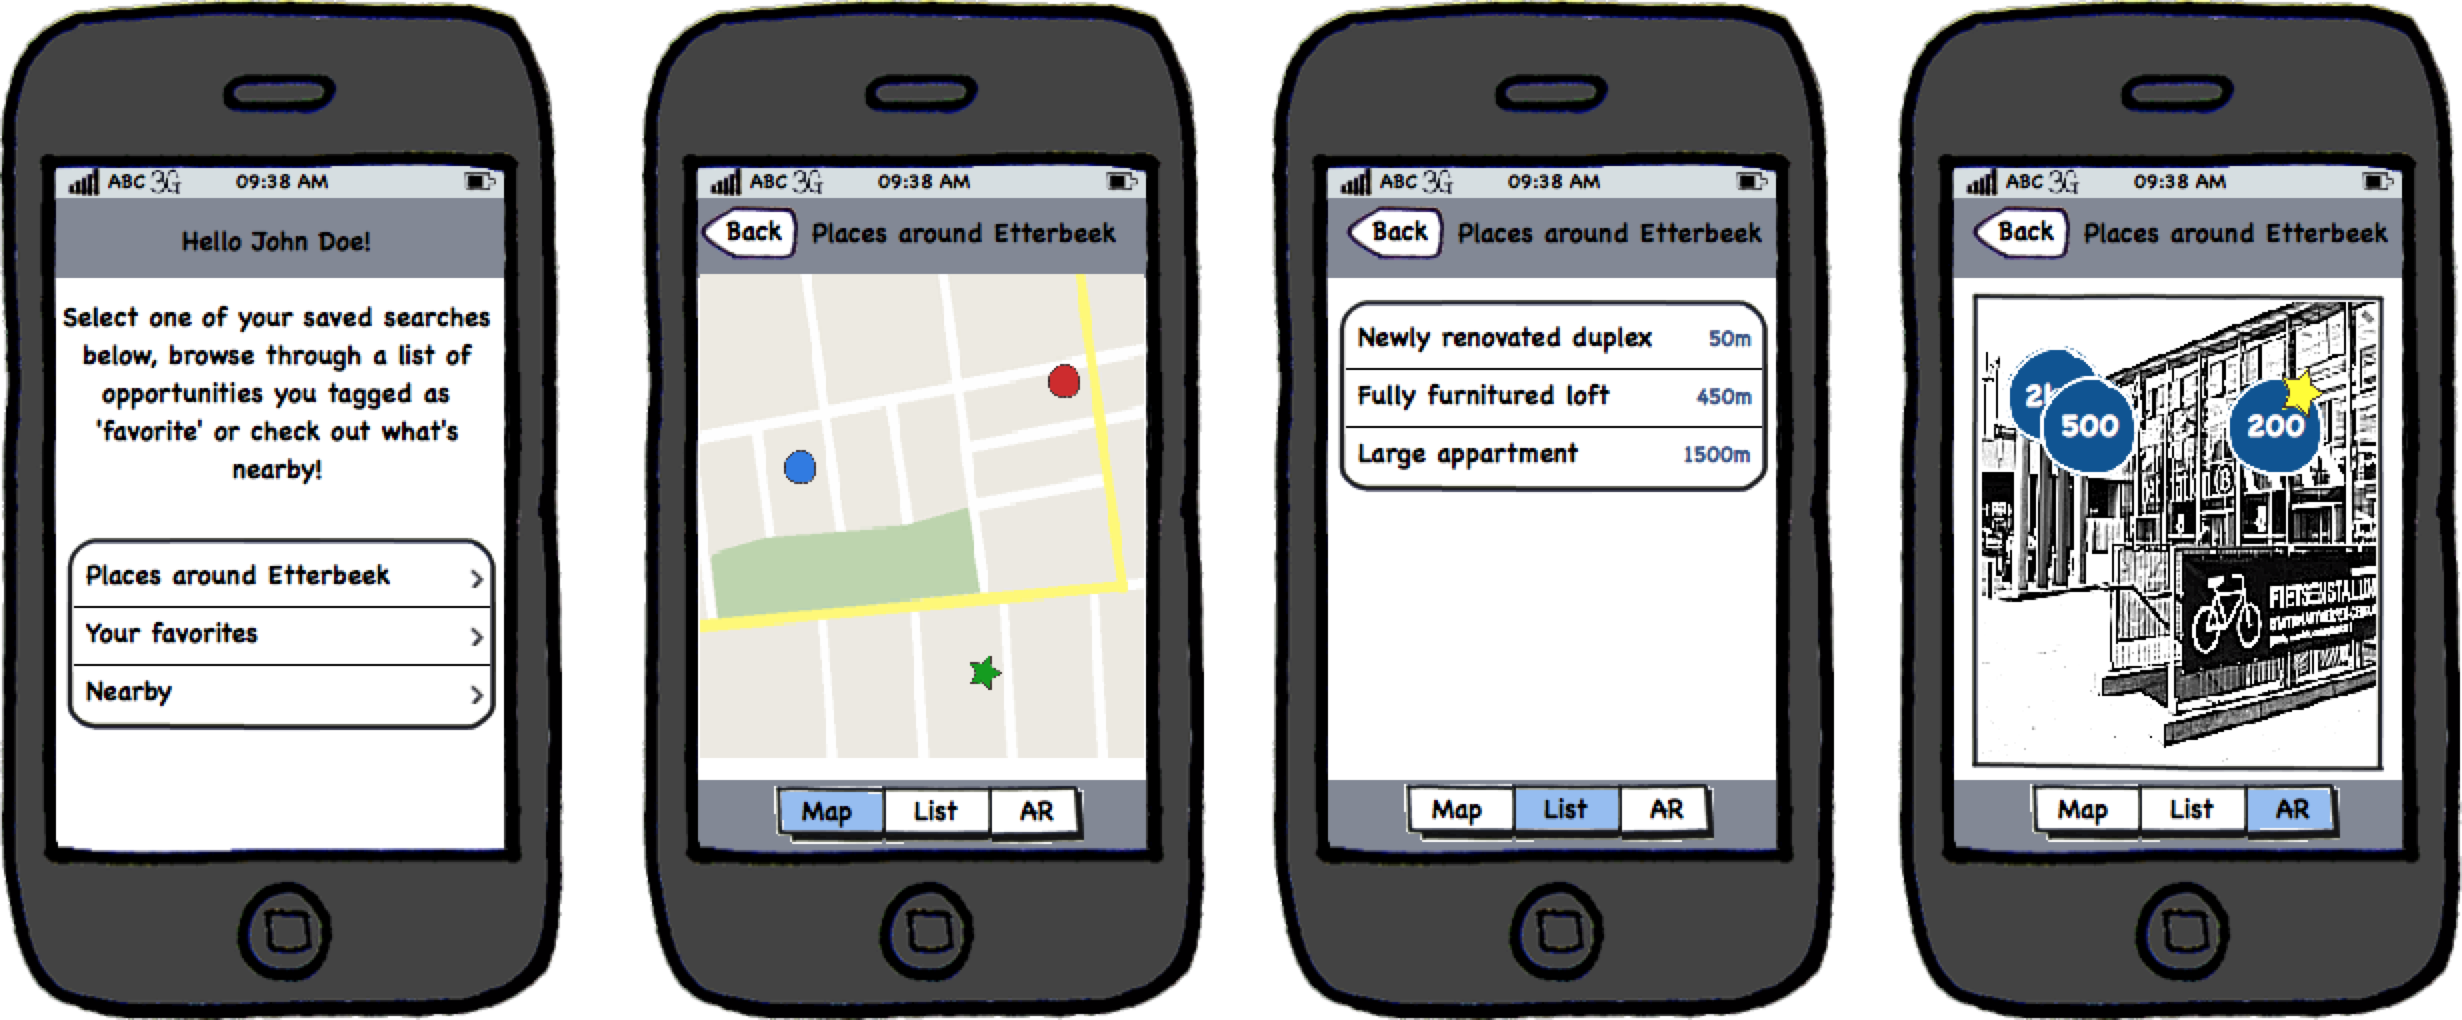 ABC 3G 09:38 AM
Hello John Doe!
Select one of your saved searches
below, browse through a list of
opportunities you tagged as
'favorite' or check out what's
nearby!
Places around Etterbeek
Your favorites
Nearby
ABC 3G 09:38 AM
Back Places around Etterbeek
Map List AR
ABC 3G 09:38 AM
Back Places around Etterbeek
Newly renovated duplex 50m
Fully furnitured loft 450m
Large appartment 1500m
Map List AR
ABC 3G 09:38 AM
Back Places around Etterbeek
500
200
Map List AR